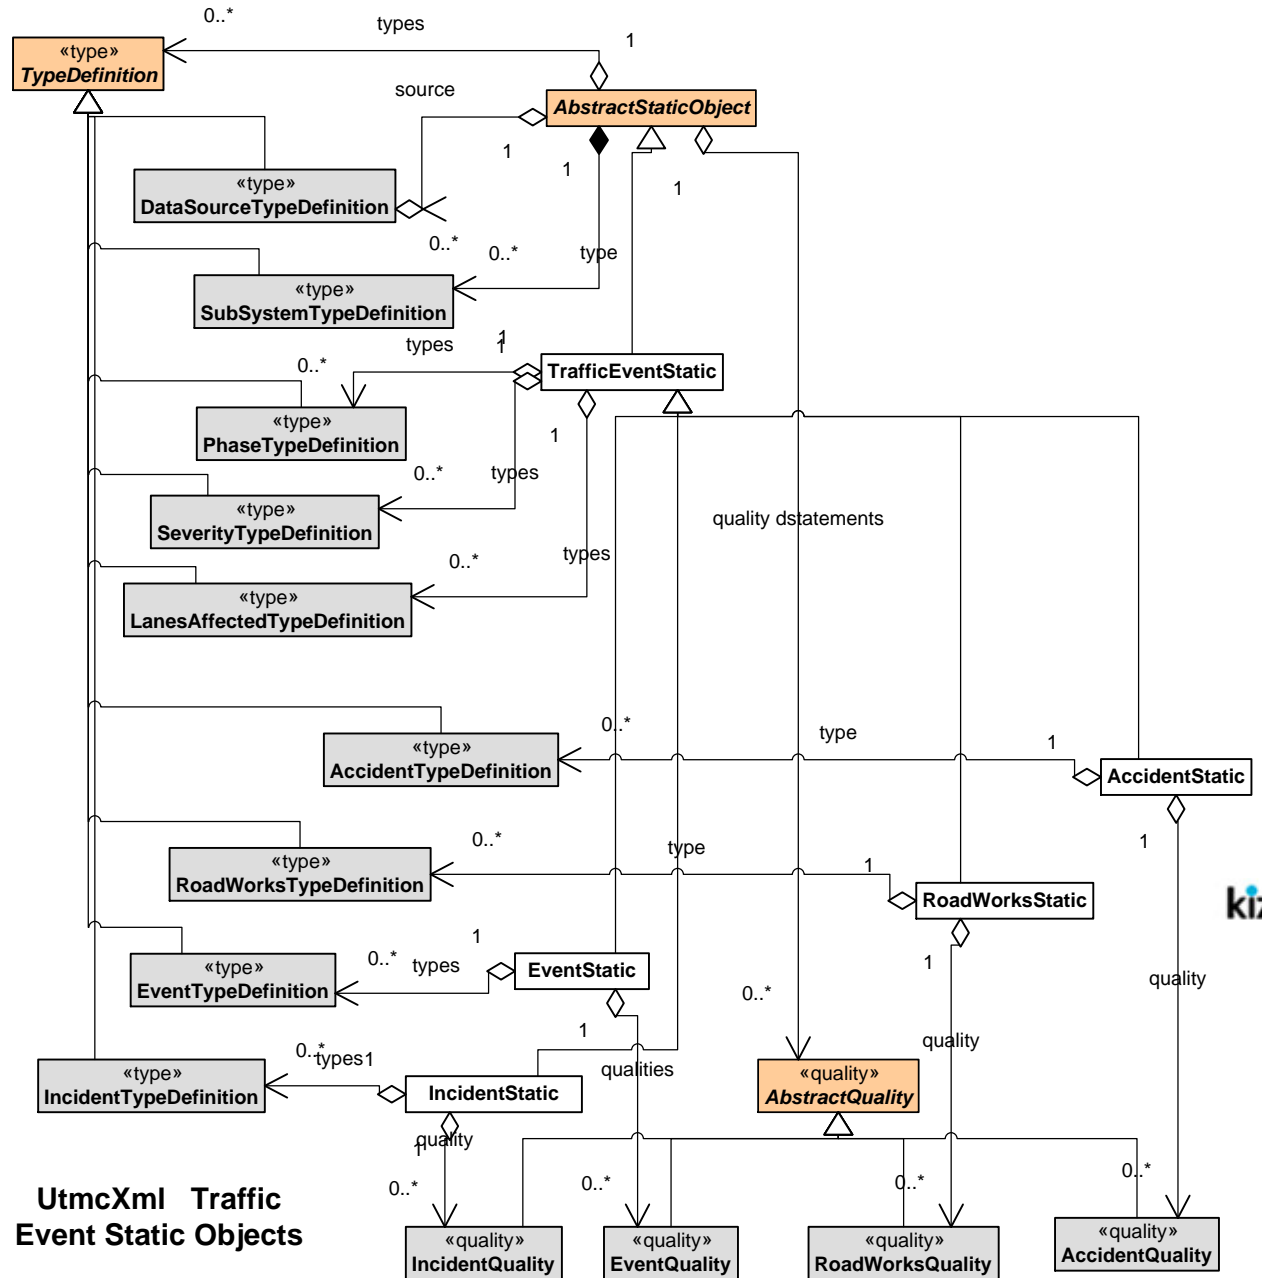 0..*
types
1
«type»
TypeDefinition
source
AbstractStaticObject
1
1
1
«type»
DataSourceTypeDefinition
0..*
0..*
type
«type»
SubSystemTypeDefinition
types
1
1
0..*
TrafficEventStatic
«type»
PhaseTypeDefinition
1
0..*
types
«type»
SeverityTypeDefinition
quality dstatements
0..*
types
«type»
LanesAffectedTypeDefinition
0..*
type
1
«type»
AccidentTypeDefinition
AccidentStatic
0..*
type
1
1
«type»
RoadWorksTypeDefinition
RoadWorksStatic
1
0..*
types
1
«type»
EventTypeDefinition
EventStatic
quality
0..*
1
0..*
types1
qualities
quality
«type»
IncidentTypeDefinition
IncidentStatic
«quality»
AbstractQuality
quality
1
0..*
0..*
0..*
0..*
UtmcXml Traffic
Event Static Objects
«quality»
IncidentQuality
«quality»
EventQuality
«quality»
RoadWorksQuality
«quality»
AccidentQuality